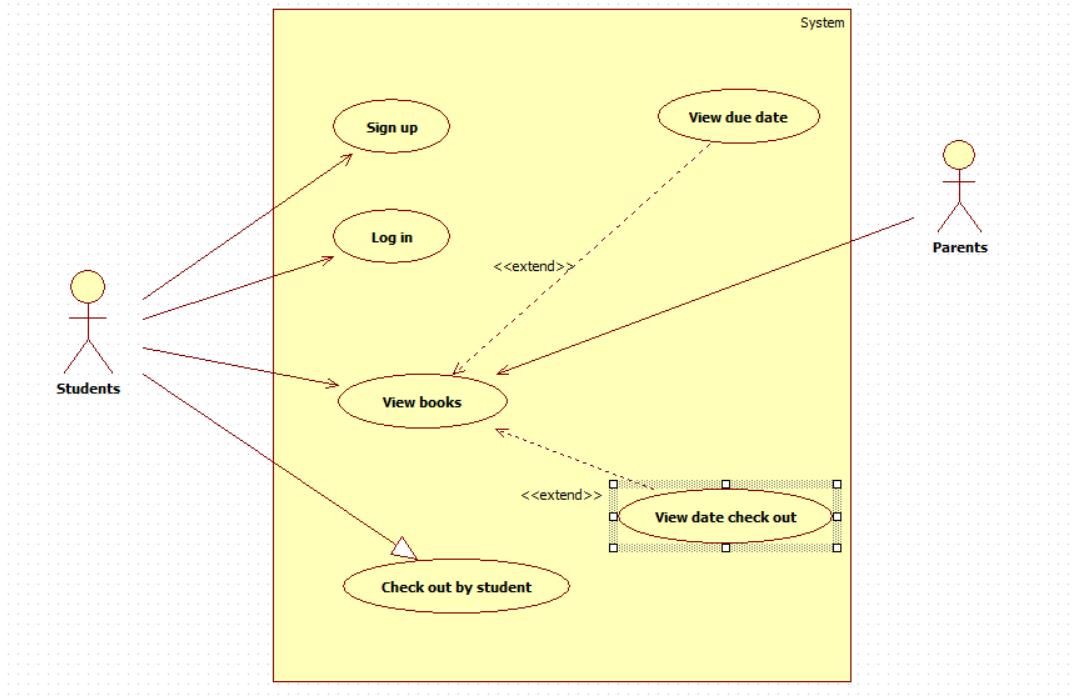 System
Sign up
View due date
Log in
Parents
<<extend>>
Students
View books
<<extend>>
View date check out
Check out by student